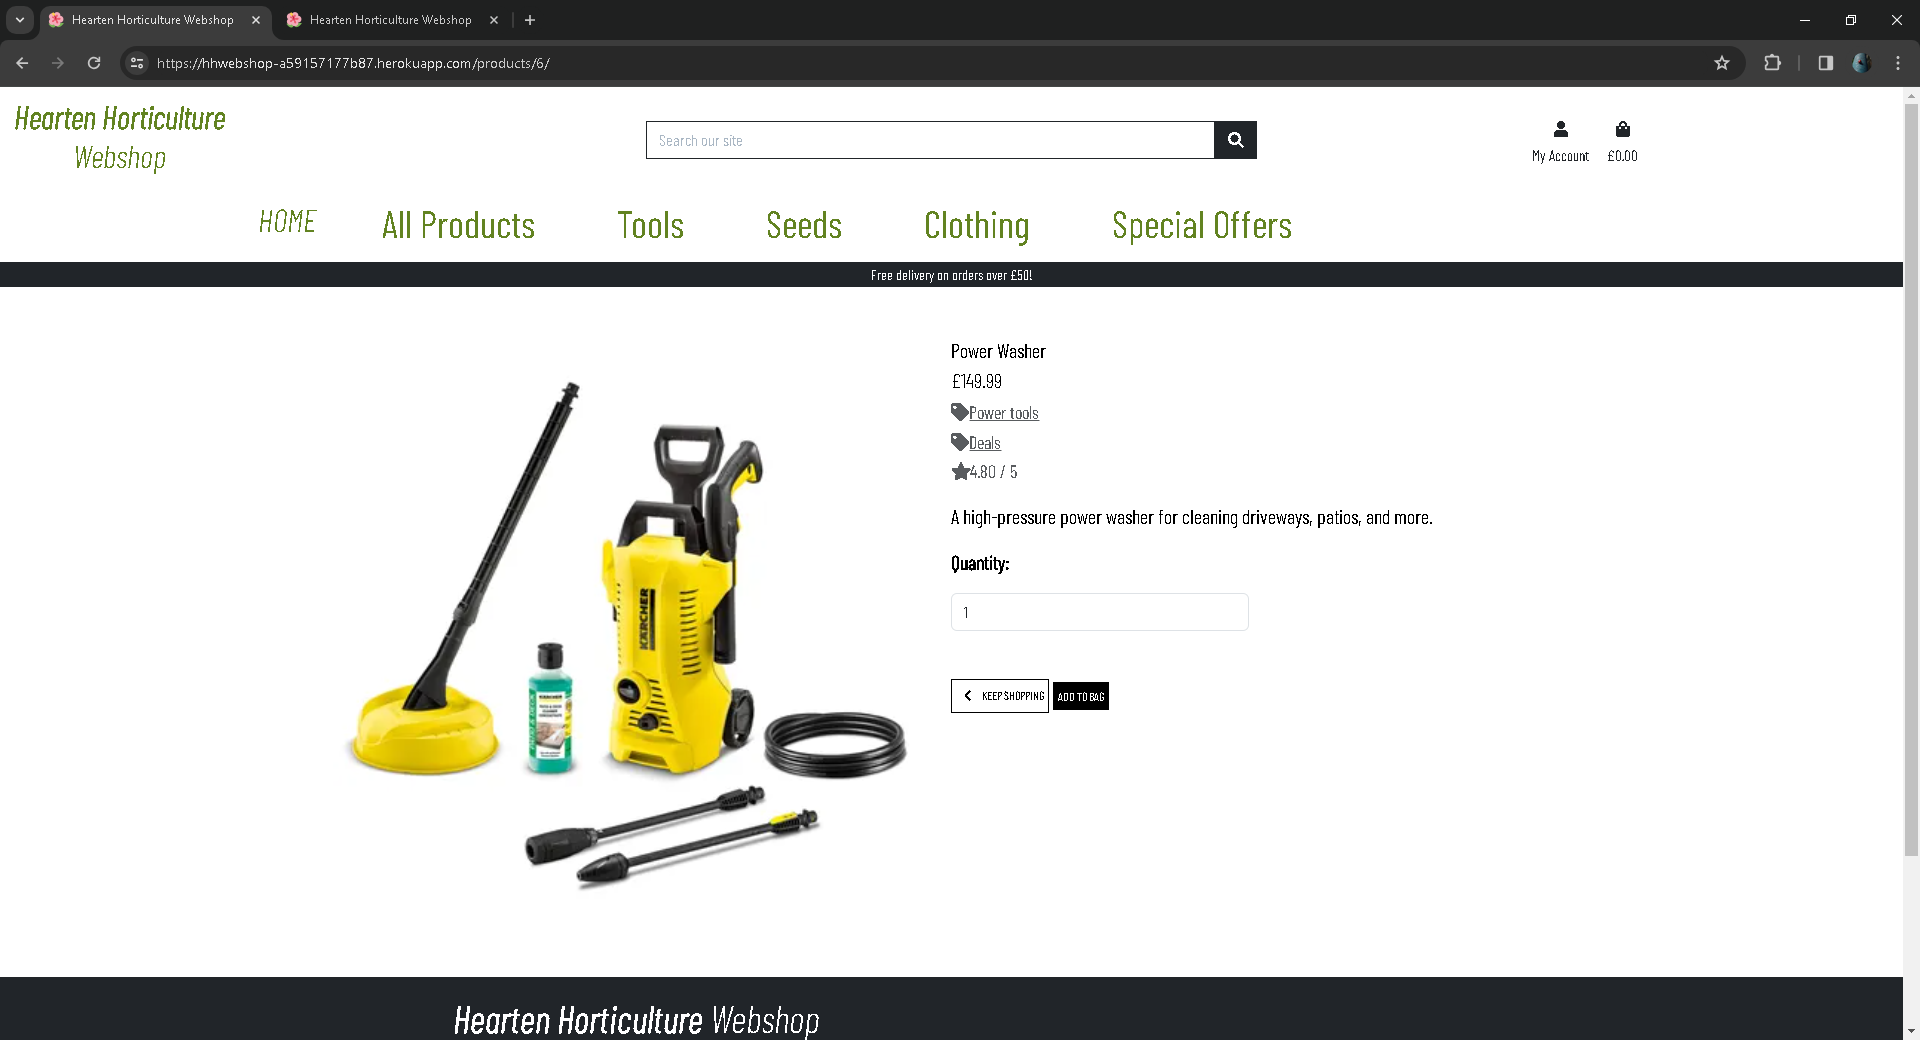 Hearten Horticulture Webshop
Hearten Horticulture Webshop
https://hhwebshop-a59157177b87.herokuapp.com/products/6/
Hearten Horticulture
Webshop
Search our site
My Account
£0.00
HOME
All Products
Tools
Seeds
Clothing
Special Offers
Free delivery on orders over £50!
Power Washer
£149.99
Power tools
Deals
4.80 / 5
A high-pressure power washer for cleaning driveways, patios, and more.
Quantity:
1
KEEP SHOPPING
ADD TO BAG
KÄRCHER
KÄRCHER
Hearten Horticulture Webshop